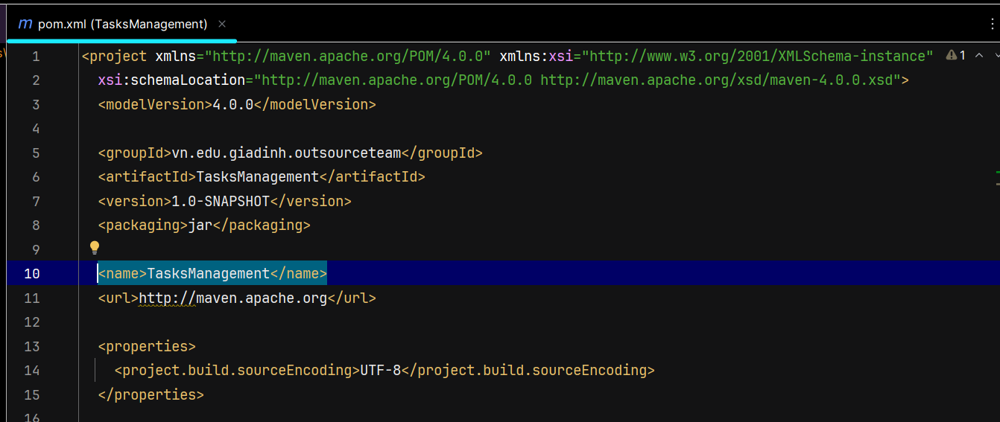 m pom.xml (TasksManagement) ×
1 <project xmlns="http://maven.apache.org/POM/4.0.0" xmlns:xsi="http://www.w3.org/2001/XMLSchema-instance" 1
2 xsi:schemaLocation="http://maven.apache.org/POM/4.0.0 http://maven.apache.org/xsd/maven-4.0.0.xsd">
3 <modelVersion>4.0.0</modelVersion>
4
5 <groupId>vn.edu.giadinh.outsourceteam</groupId>
6 <artifactId>TasksManagement</artifactId>
7 <version>1.0-SNAPSHOT</version>
8 <packaging>jar</packaging>
9
10 <name>TasksManagement</name>
11 <url>http://maven.apache.org</url>
12
13 <properties>
14 <project.build.sourceEncoding>UTF-8</project.build.sourceEncoding>
15 </properties>
16